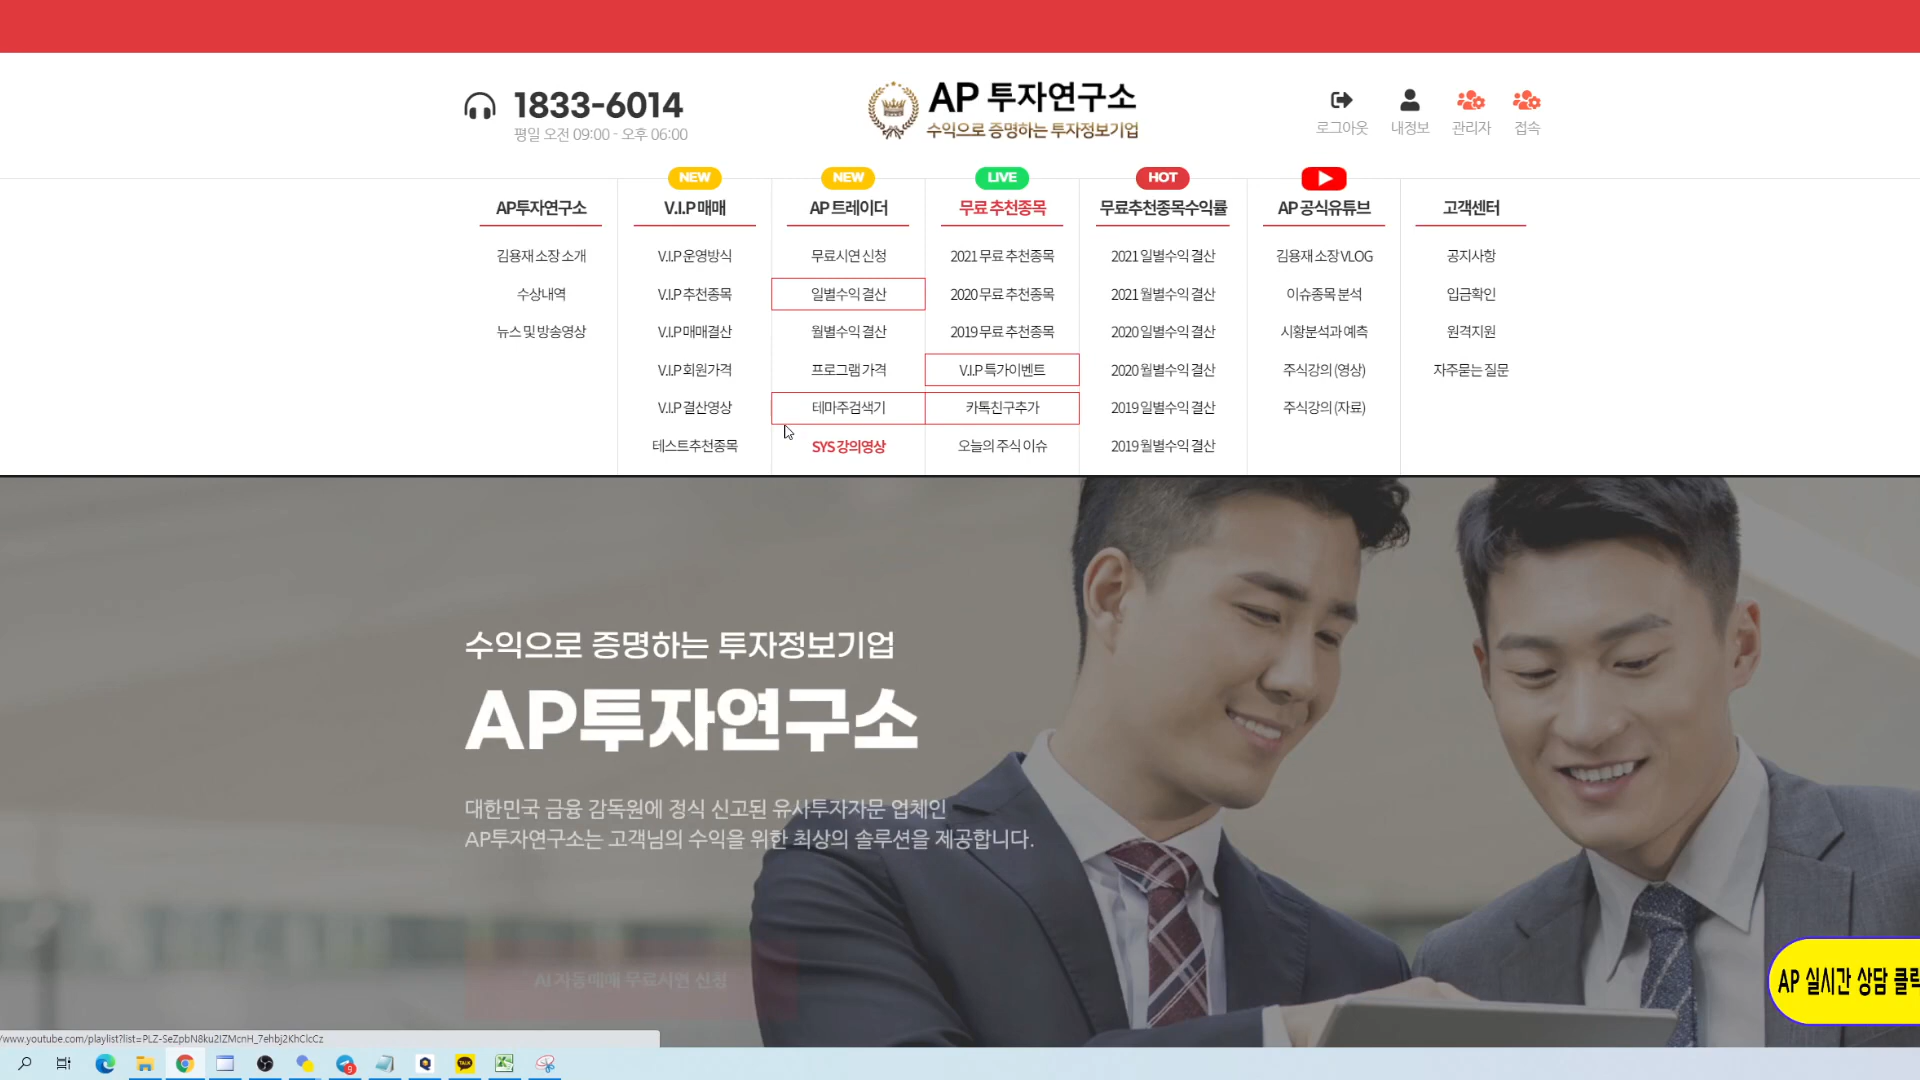 1833-6014
평일 오전 09:00 - 오후 06:00
AP 투자연구소
수익으로 증명하는 투자정보기업
로그아웃 내정보 관리자 접속
NEW NEW LIVE HOT
AP투자연구소 V.I.P 매매 AP 트레이더 무료 추천종목 무료추천종목수익률 AP 공식유튜브 고객센터
김용재 소장 소개 V.I.P 운영방식 무료시연 신청 2021 무료 추천종목 2021 일별수익 결산 김용재 소장 VLOG 공지사항
수상내역 V.I.P 추천종목 일별수익 결산 2020 무료 추천종목 2021 월별수익 결산 이슈종목 분석 입금확인
뉴스 및 방송영상 V.I.P 매매결산 월별수익 결산 2019 무료 추천종목 2020 일별수익 결산 시황분석과 예측 원격지원
V.I.P 회원가격 프로그램 가격 V.I.P 특가이벤트 2020 월별수익 결산 주식강의 (영상) 자주묻는 질문
V.I.P 결산영상 테마주검색기 카톡친구추가 2019 일별수익 결산 주식강의 (자료)
테스트추천종목 SYS 강의영상 오늘의 주식 이슈 2019 월별수익 결산
수익으로 증명하는 투자정보기업
AP투자연구소
대한민국 금융 감독원에 정식 신고된 유사투자자문 업체인
AP투자연구소는 고객님의 수익을 위한 최상의 솔루션을 제공합니다.
AI 자동매매 무료시연 신청
AP 실시간 상담 클릭
/www.youtube.com/playlist?list=PLZ-SeZpbN8ku2IZMcnH_7ehbj2KhClcCz
TALK
9